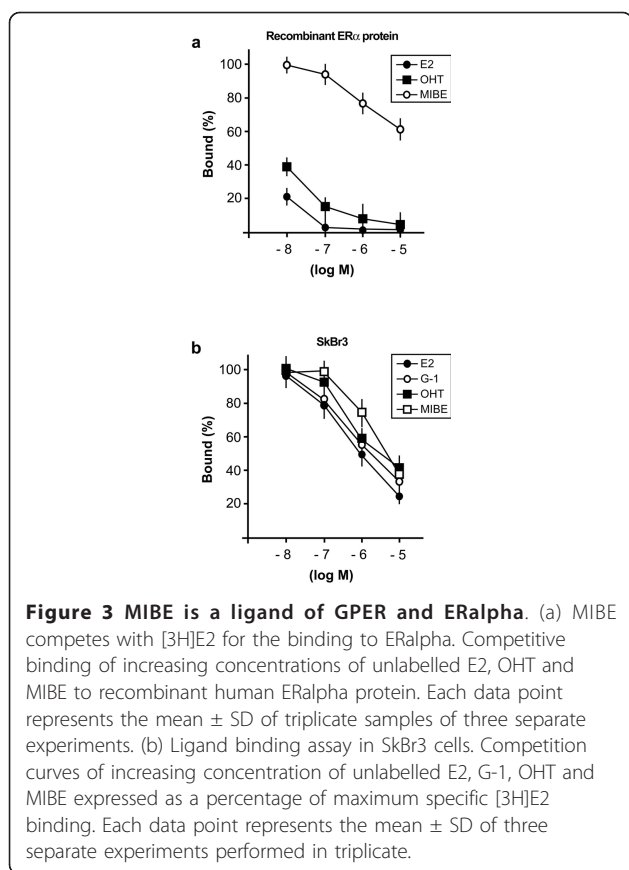 a
Recombinant ERα protein
E2
OHT
MIBE
100
80
60
40
20
Bound (%)
- 8 - 7 - 6 - 5
(log M)
b
SkBr3
E2
G-1
OHT
MIBE
100
80
60
40
20
Bound (%)
- 8 - 7 - 6 - 5
(log M)
Figure 3 MIBE is a ligand of GPER and ERalpha. (a) MIBE
competes with [3H]E2 for the binding to ERalpha. Competitive
binding of increasing concentrations of unlabelled E2, OHT and
MIBE to recombinant human ERalpha protein. Each data point
represents the mean ± SD of triplicate samples of three separate
experiments. (b) Ligand binding assay in SkBr3 cells. Competition
curves of increasing concentration of unlabelled E2, G-1, OHT and
MIBE expressed as a percentage of maximum specific [3H]E2
binding. Each data point represents the mean ± SD of three
separate experiments performed in triplicate.